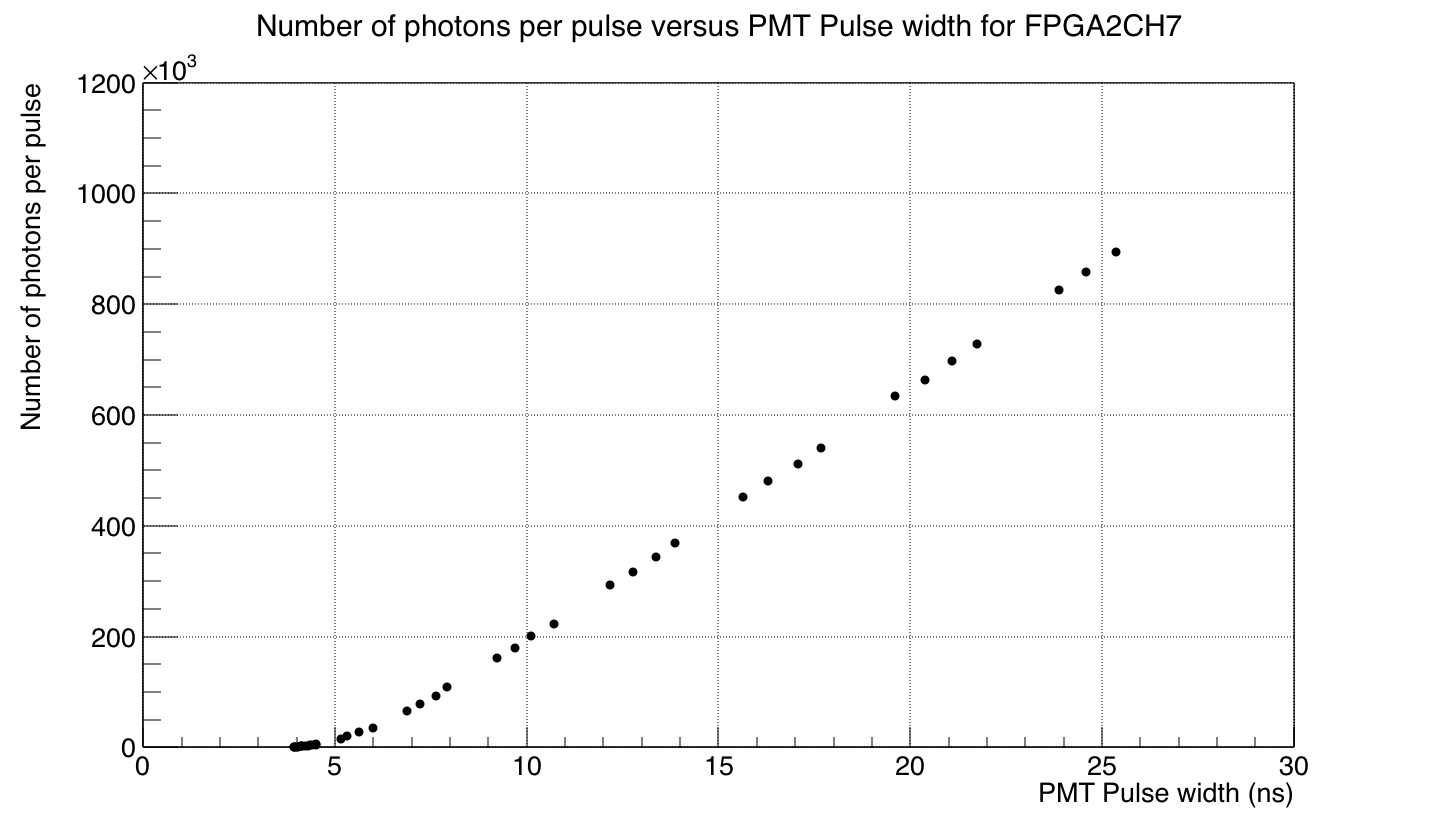 Number of photons per pulse versus PMT Pulse width for FPGA2CH7
×10³
1200
1000
800
600
400
200
0
Number of photons per pulse
0 5 10 15 20 25 30
PMT Pulse width (ns)